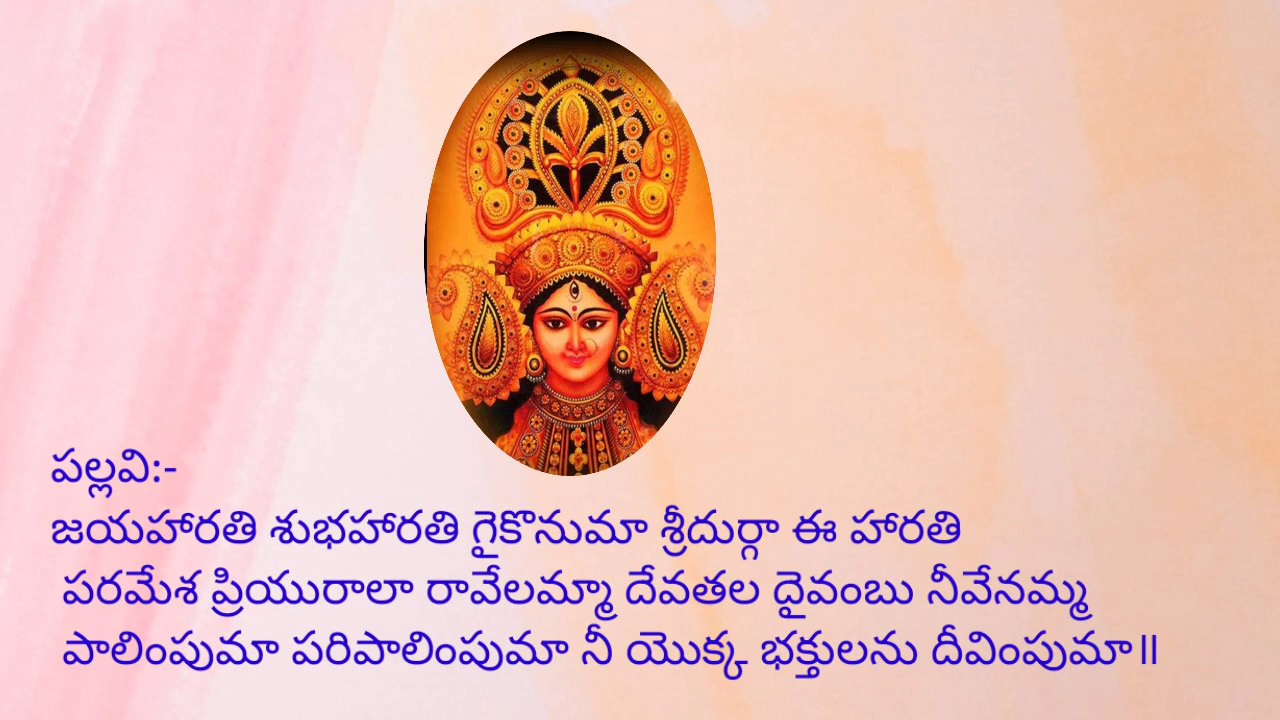 పల్లవి:-
జయహారతి శుభహారతి గైకొనుమా శ్రీదుర్గా ఈ హారతి
పరమేశ ప్రియురాలా రావేలమ్మా దేవతల దైవంబు నీవేనమ్మ
పాలింపుమా పరిపాలింపుమా నీ యొక్క భక్తులను దీవింపుమా॥